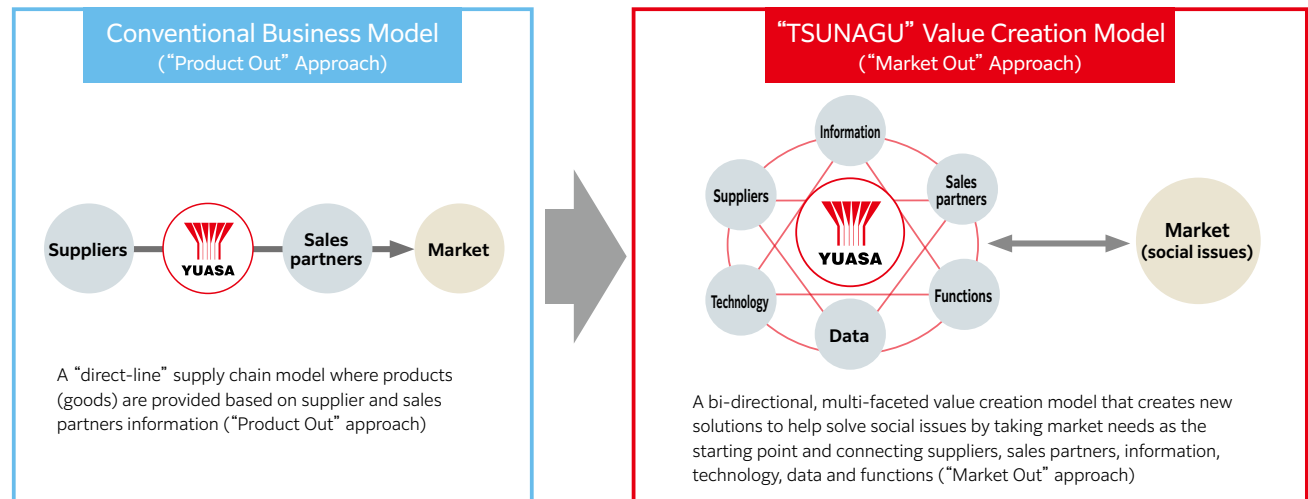 Conventional Business Model
(“Product Out” Approach)
Suppliers
YUASA
Sales
partners
Market
A “direct-line” supply chain model where products
(goods) are provided based on supplier and sales
partners information (“Product Out” approach)
“TSUNAGU” Value Creation Model
(“Market Out” Approach)
Information
Suppliers
Sales
partners
YUASA
Technology
Functions
Data
Market
(social issues)
A bi-directional, multi-faceted value creation model that creates new
solutions to help solve social issues by taking market needs as the
starting point and connecting suppliers, sales partners, information,
technology, data and functions (“Market Out” approach)